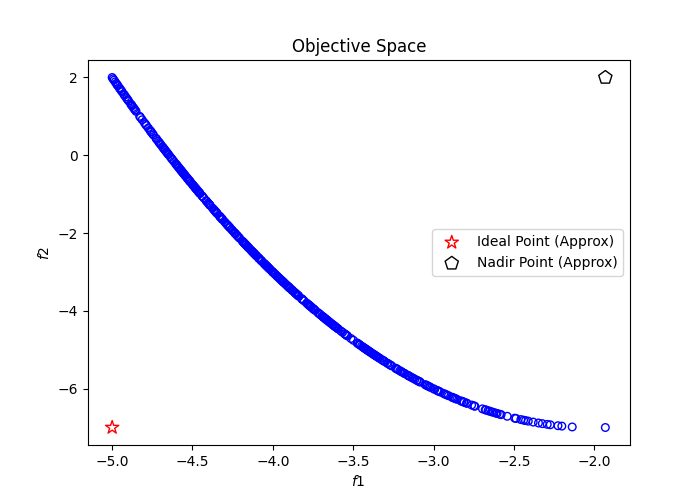 Objective Space
f2
2
0
−2
−4
−6
Ideal Point (Approx)
Nadir Point (Approx)
−5.0 −4.5 −4.0 −3.5 −3.0 −2.5 −2.0
f1